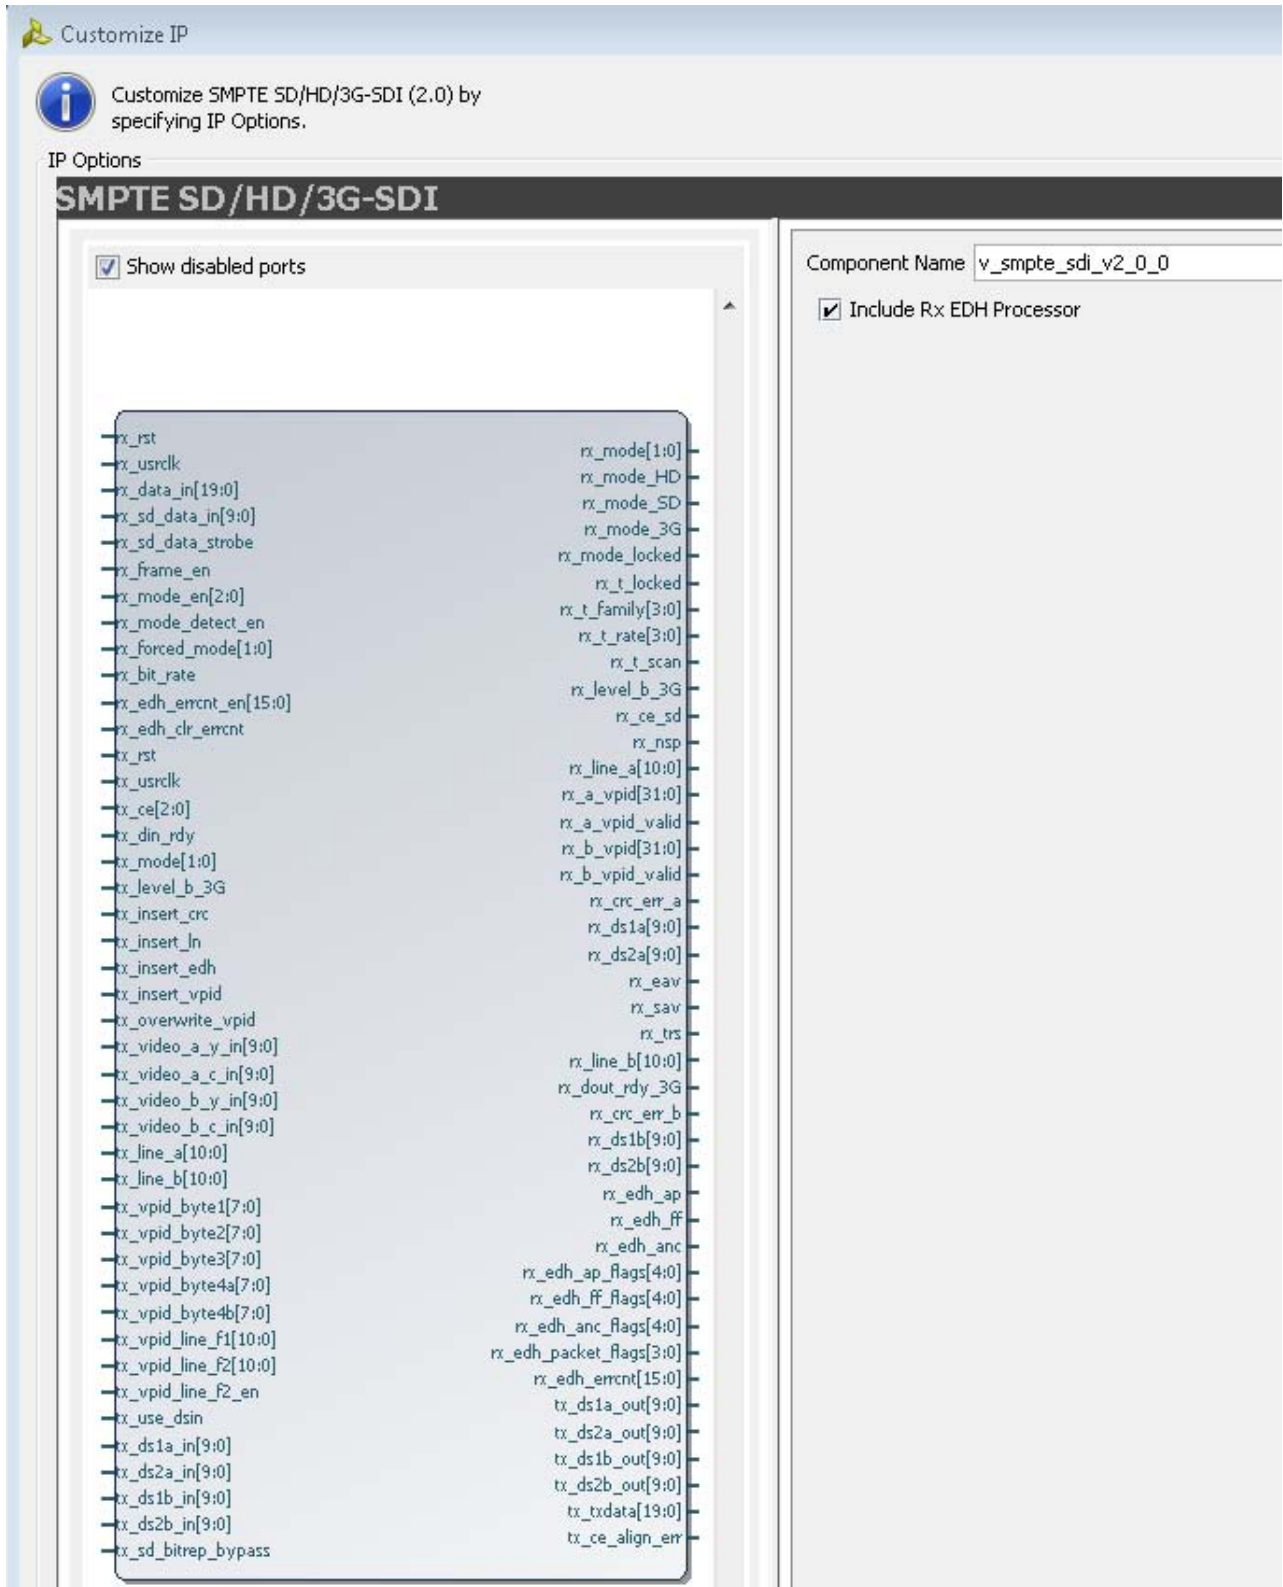 Customize IP
Customize SMPTE SD/HD/3G-SDI (2.0) by
specifying IP Options.
IP Options
SMPTE SD/HD/3G-SDI
Show disabled ports
rx_rst
rx_usrclk
rx_data_in[19:0]
rx_sd_data_in[9:0]
rx_sd_data_strobe
rx_frame_en
rx_mode_en[2:0]
rx_mode_detect_en
rx_forced_mode[1:0]
rx_bit_rate
rx_edh_errcnt_en[15:0]
rx_edh_clr_errcnt
tx_rst
tx_usrclk
tx_ce[2:0]
tx_din_rdy
tx_mode[1:0]
tx_level_b_3G
tx_insert_crc
tx_insert_ln
tx_insert_edh
tx_insert_vpid
tx_overwrite_vpid
tx_video_a_y_in[9:0]
tx_video_a_c_in[9:0]
tx_video_b_y_in[9:0]
tx_video_b_c_in[9:0]
tx_line_a[10:0]
tx_line_b[10:0]
tx_vpid_byte1[7:0]
tx_vpid_byte2[7:0]
tx_vpid_byte3[7:0]
tx_vpid_byte4a[7:0]
tx_vpid_byte4b[7:0]
tx_vpid_line_f1[10:0]
tx_vpid_line_f2[10:0]
tx_vpid_line_f2_en
tx_use_dsin
tx_ds1a_in[9:0]
tx_ds2a_in[9:0]
tx_ds1b_in[9:0]
tx_ds2b_in[9:0]
tx_sd_bitrep_bypass
rx_mode[1:0]
rx_mode_HD
rx_mode_SD
rx_mode_3G
rx_mode_locked
rx_t_locked
rx_t_family[3:0]
rx_t_rate[3:0]
rx_t_scan
rx_level_b_3G
rx_ce_sd
rx_nsp
rx_line_a[10:0]
rx_a_vpid[31:0]
rx_a_vpid_valid
rx_b_vpid[31:0]
rx_b_vpid_valid
rx_crc_err_a
rx_ds1a[9:0]
rx_ds2a[9:0]
rx_eav
rx_sav
rx_trs
rx_line_b[10:0]
rx_dout_rdy_3G
rx_crc_err_b
rx_ds1b[9:0]
rx_ds2b[9:0]
rx_edh_ap
rx_edh_ff
rx_edh_anc
rx_edh_ap_flags[4:0]
rx_edh_ff_flags[4:0]
rx_edh_anc_flags[4:0]
rx_edh_packet_flags[3:0]
rx_edh_errcnt[15:0]
tx_ds1a_out[9:0]
tx_ds2a_out[9:0]
tx_ds1b_out[9:0]
tx_ds2b_out[9:0]
tx_txdata[19:0]
tx_ce_align_err
Component Name v_smpte_sdi_v2_0_0
Include Rx EDH Processor